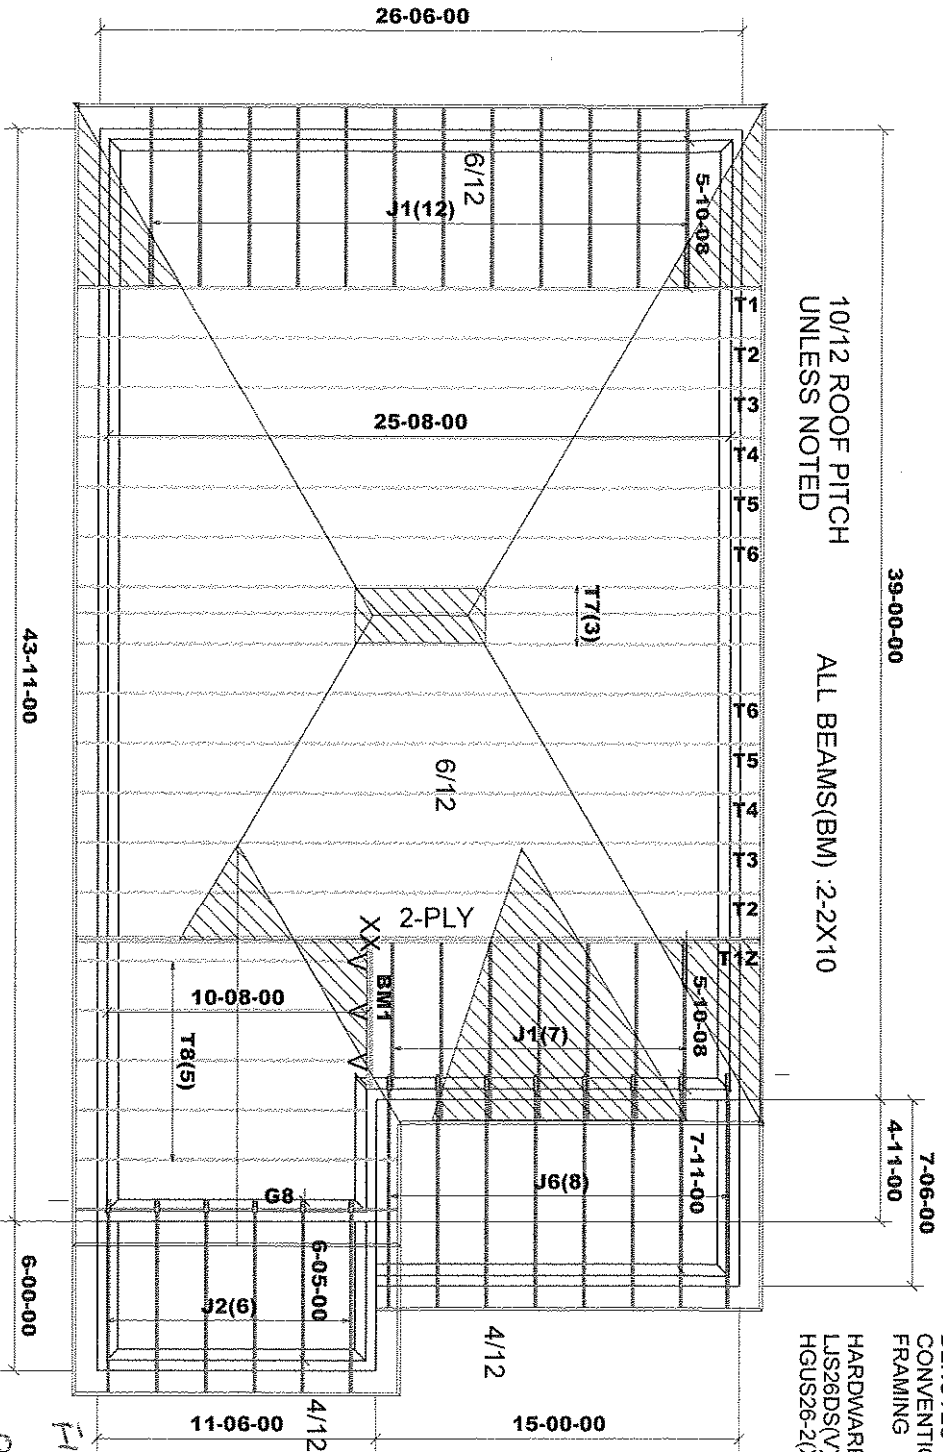 26-06-00
6/12
J1(12)
5-10-08
T1
T2
T3
T4
T5
T6
25-08-00
T7(3)
T6
T5
T4
T3
T2
6/12
2-PLY
XX
T1Z
BM1
V
V
V
10-08-00
T8(5)
J1(7)
5-10-08
G8
J6(8)
7-11-00
6-05-00
J2(6)
4/12
4/12
11-06-00
15-00-00
10/12 ROOF PITCH
UNLESS NOTED
ALL BEAMS(BM) :2-2X10
39-00-00
43-11-00
4-11-00
7-06-00
6-00-00
FRAMING
LJS26DS(V)
HGUS26-2(